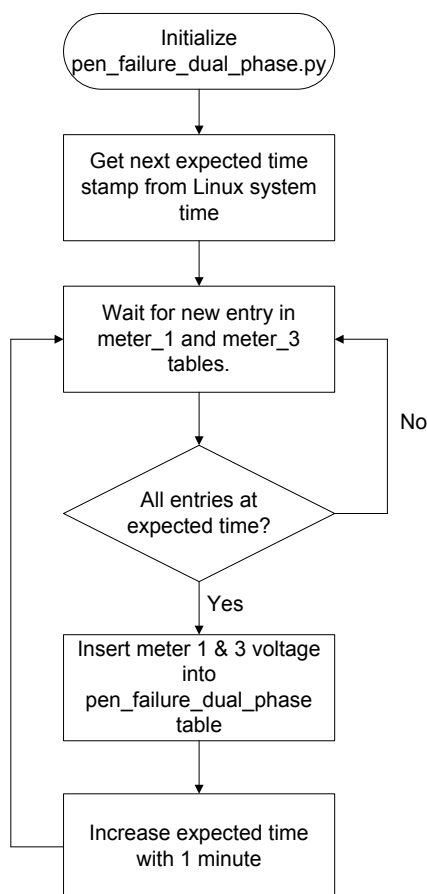 Initialize
pen_failure_dual_phase.py
Get next expected time
stamp from Linux system
time
Wait for new entry in
meter_1 and meter_3
tables.
No
All entries at
expected time?
Yes
Insert meter 1 & 3 voltage
into
pen_failure_dual_phase
table
Increase expected time
with 1 minute